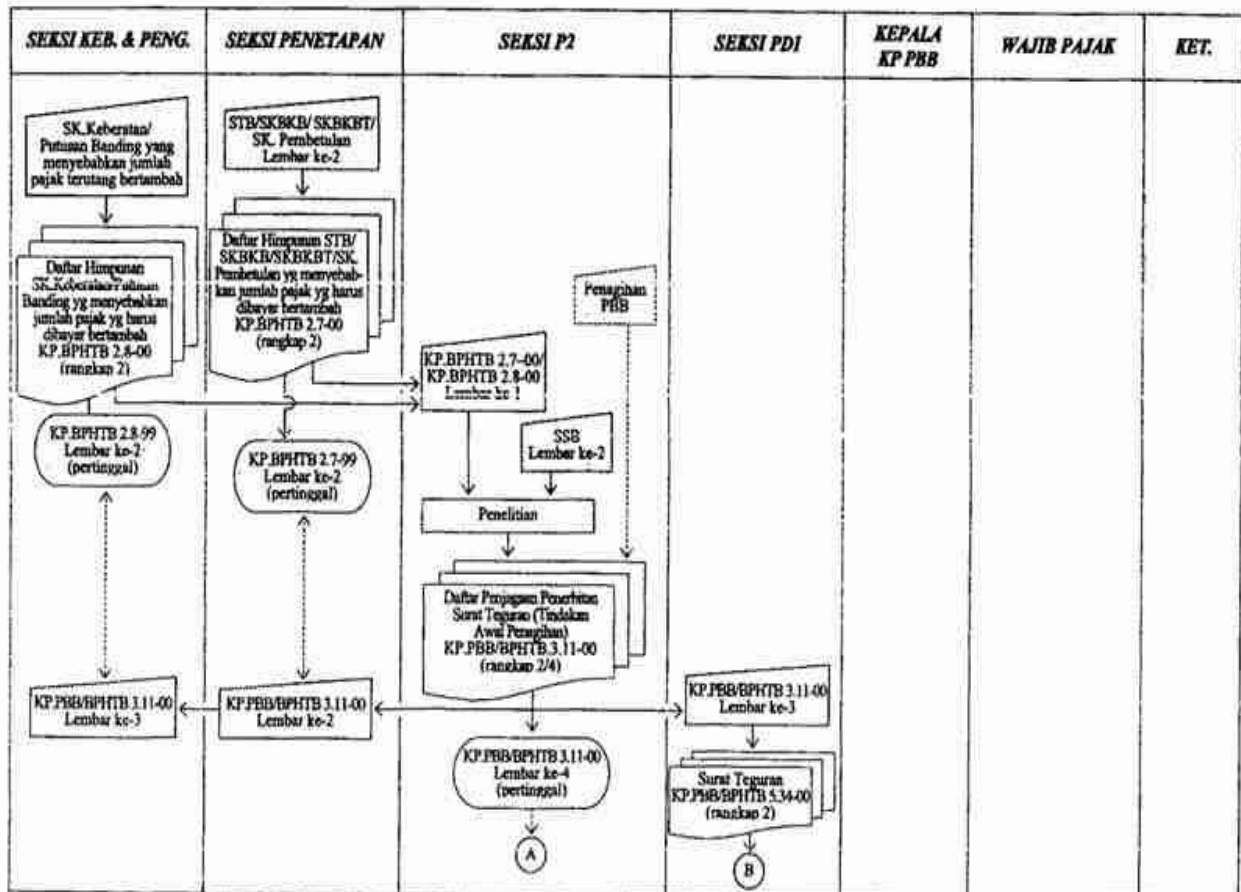 SEKSI KEB. & PENG.
SEKSI PENETAPAN
SEKSI P2
SEKSI PDI
KEPALA
KP PBB
WAJIB PAJAK
KET.
SK.Keberatan/
Putusan Banding yang
menyebabkan jumlah
pajak terutang bertambah
STB/SKBKB/ SKBKBT/
SK. Pembetulan
Lembar ke-2
Daftar Himpunan
SK.Keberatan/Putusan
Banding yg menyebabkan
jumlah pajak yg harus
dibayar bertambah
KP.BPHTB 2.8-00
(rangkap 2)
Daftar Himpunan STB/
SKBKB/SKBKBT/SK.
Pembetulan yg menyebab-
kan jumlah pajak yg harus
dibayar bertambah
KP.BPHTB 2.7-00
(rangkap 2)
Penagihan
PBB
KP.BPHTB 2.7-00/
KP.BPHTB 2.8-00
Lembar ke-1
KP.BPHTB 2.8-99
Lembar ke-2
(pertinggal)
KP.BPHTB 2.7-99
Lembar ke-2
(pertinggal)
SSB
Lembar ke-2
Penelitian
Daftar Penjagaan Penerbitan
Surat Teguran (Tindakan
Awal Penagihan)
KP.PBB/BPHTB.3.11-00
(rangkap 2/4)
KP.PBB/BPHTB 3.11-00
Lembar ke-3
KP.PBB/BPHTB 3.11-00
Lembar ke-2
KP.PBB/BPHTB 3.11-00
Lembar ke-3
KP.PBB/BPHTB 3.11-00
Lembar ke-4
(pertinggal)
Surat Teguran
KP.PBB/BPHTB 5.34-00
(rangkap 2)
A
B